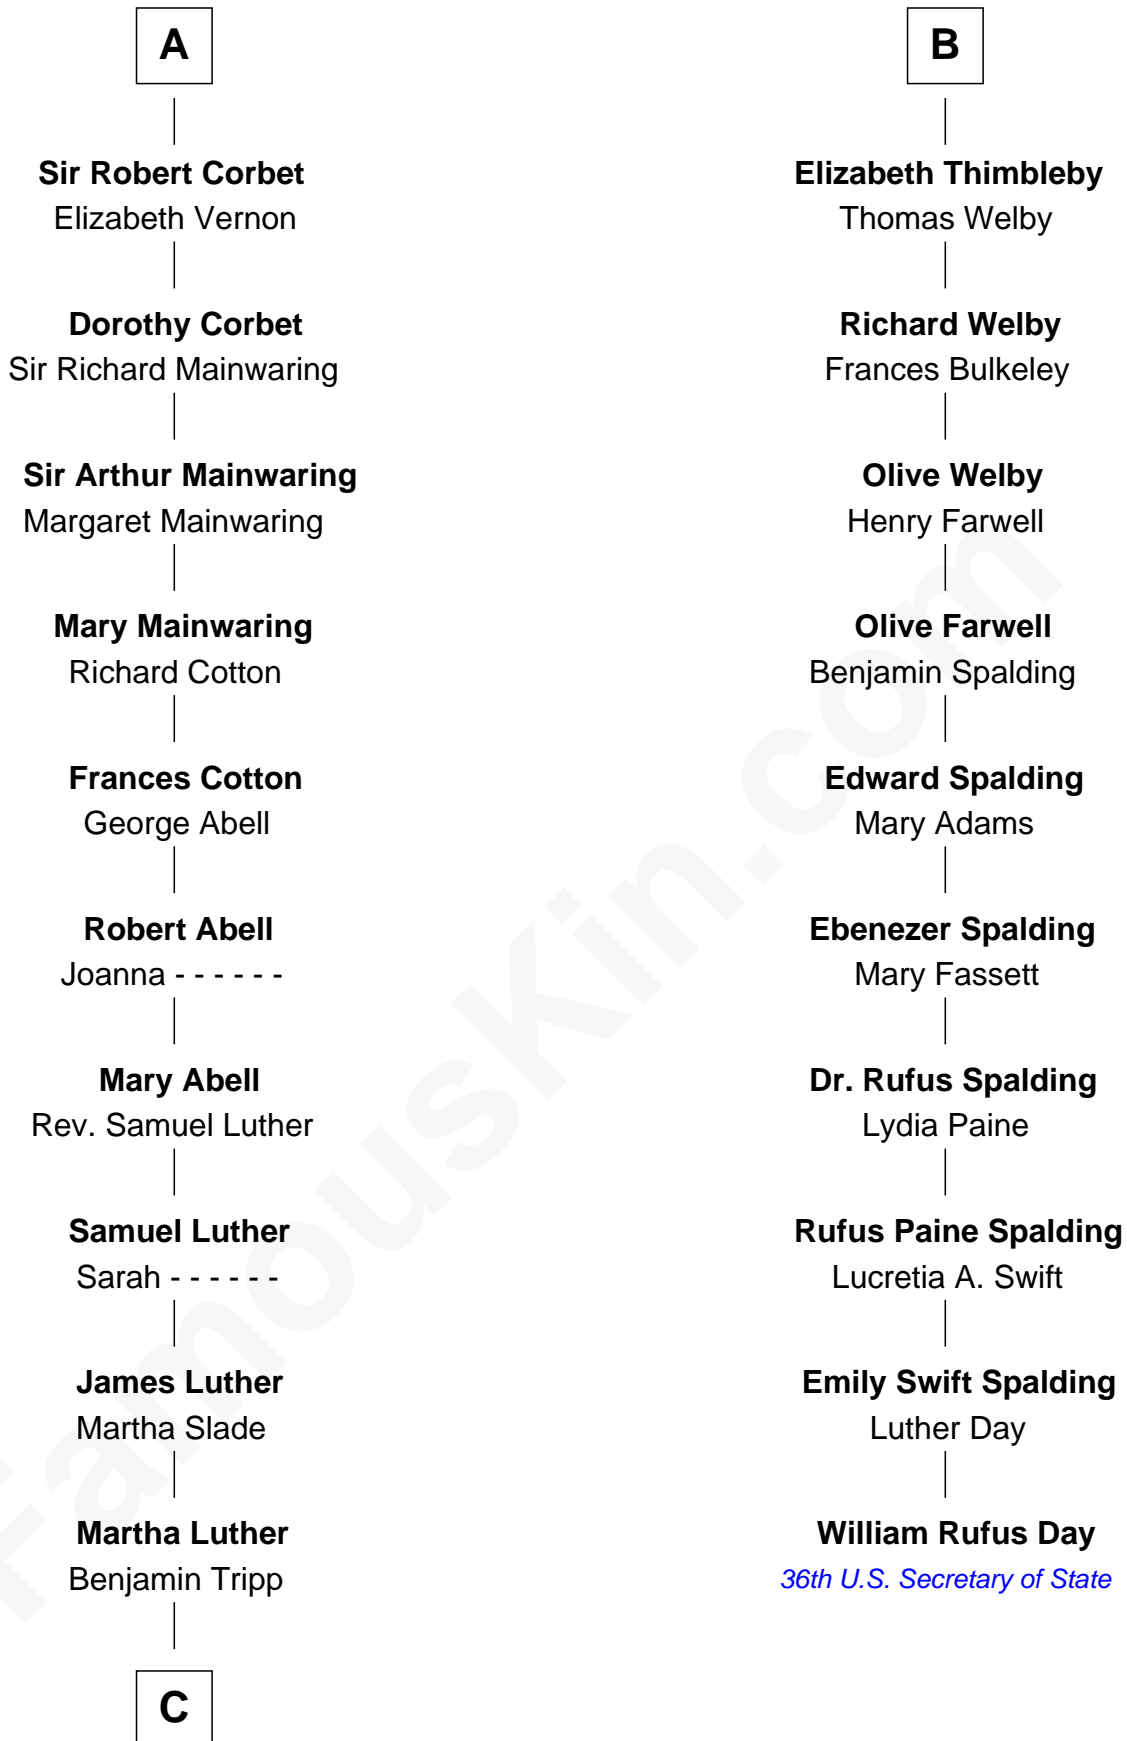 A
Sir Robert Corbet
Elizabeth Vernon
Dorothy Corbet
Sir Richard Mainwaring
Sir Arthur Mainwaring
Margaret Mainwaring
Mary Mainwaring
Richard Cotton
Frances Cotton
George Abell
Robert Abell
Joanna - - - - - -
Mary Abell
Rev. Samuel Luther
Samuel Luther
Sarah - - - - - -
James Luther
Martha Slade
Martha Luther
Benjamin Tripp
C
B
Elizabeth Thimbleby
Thomas Welby
Richard Welby
Frances Bulkeley
Olive Welby
Henry Farwell
Olive Farwell
Benjamin Spalding
Edward Spalding
Mary Adams
Ebenezer Spalding
Mary Fassett
Dr. Rufus Spalding
Lydia Paine
Rufus Paine Spalding
Lucretia A. Swift
Emily Swift Spalding
Luther Day
William Rufus Day
36th U.S. Secretary of State
FamousKin.com